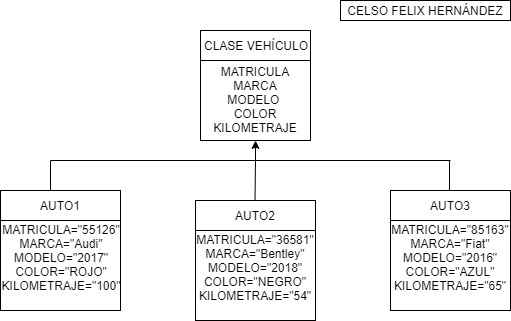 CELSO FELIX HERNÁNDEZ
CLASE VEHÍCULO
MATRICULA
MARCA
MODELO
COLOR
KILOMETRAJE
AUTO1
MATRICULA="55126"
MARCA="Audi"
MODELO="2017"
COLOR="ROJO"
KILOMETRAJE="100"
AUTO2
MATRICULA="36581"
MARCA="Bentley"
MODELO="2018"
COLOR="NEGRO"
KILOMETRAJE="54"
AUTO3
MATRICULA="85163"
MARCA="Fiat"
MODELO="2016"
COLOR="AZUL"
KILOMETRAJE="65"